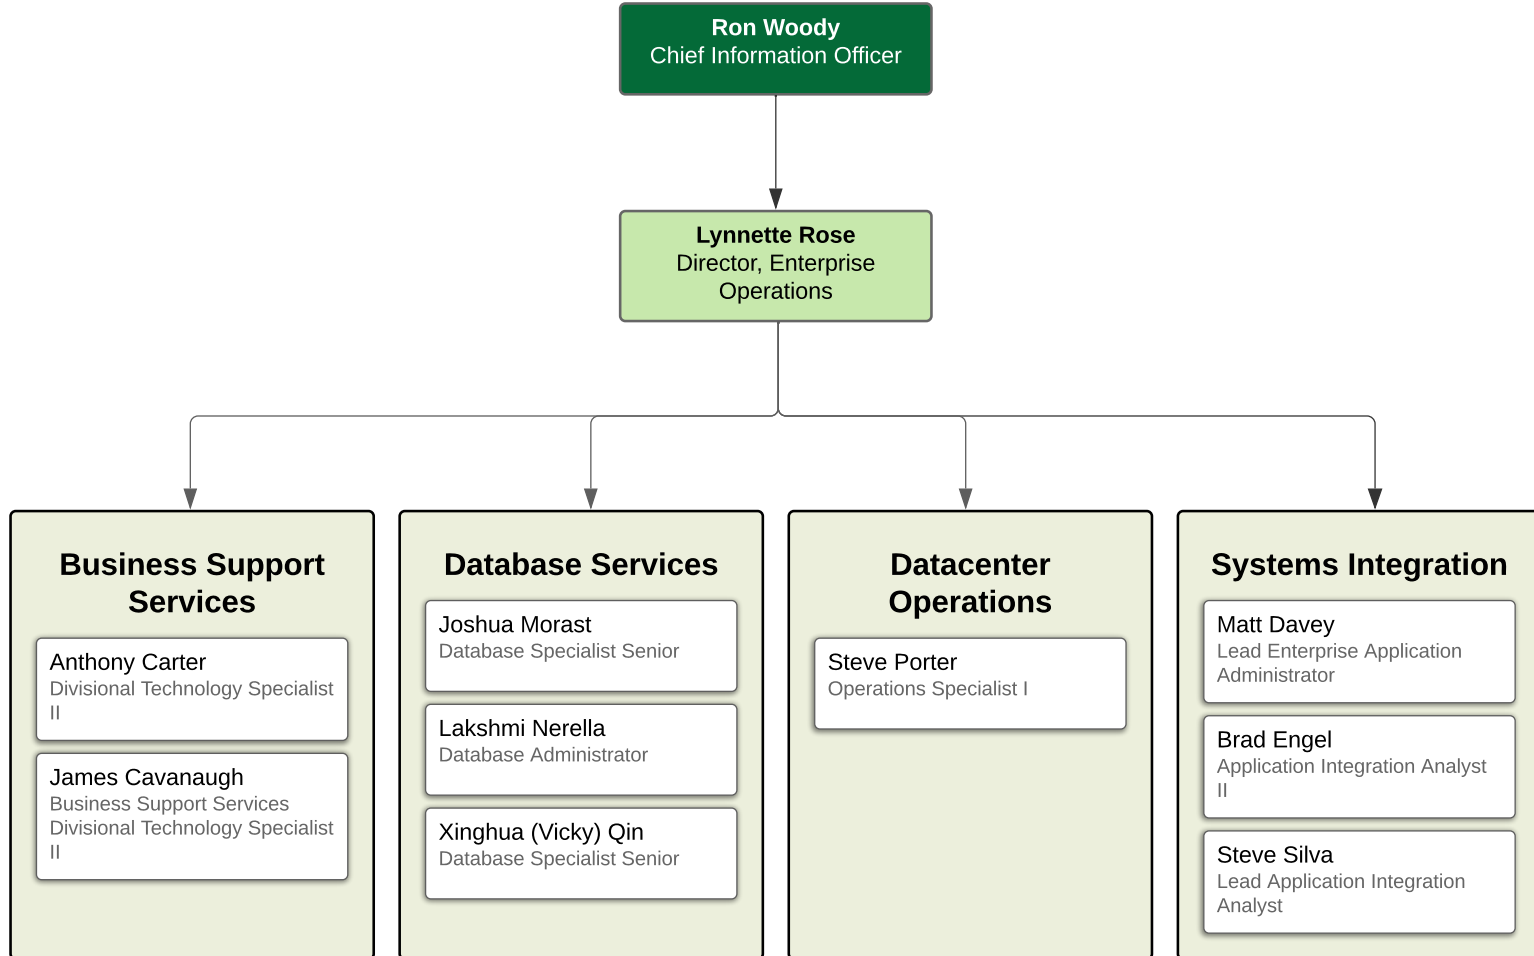 Ron Woody
Chief Information Officer
Lynnette Rose
Director, Enterprise
Operations
Business Support
Services
Anthony Carter
Divisional Technology Specialist
II
James Cavanaugh
Business Support Services
Divisional Technology Specialist
II
Database Services
Joshua Morast
Database Specialist Senior
Lakshmi Nerella
Database Administrator
Xinghua (Vicky) Qin
Database Specialist Senior
Datacenter
Operations
Steve Porter
Operations Specialist I
Systems Integration
Matt Davey
Lead Enterprise Application
Administrator
Brad Engel
Application Integration Analyst
II
Steve Silva
Lead Application Integration
Analyst